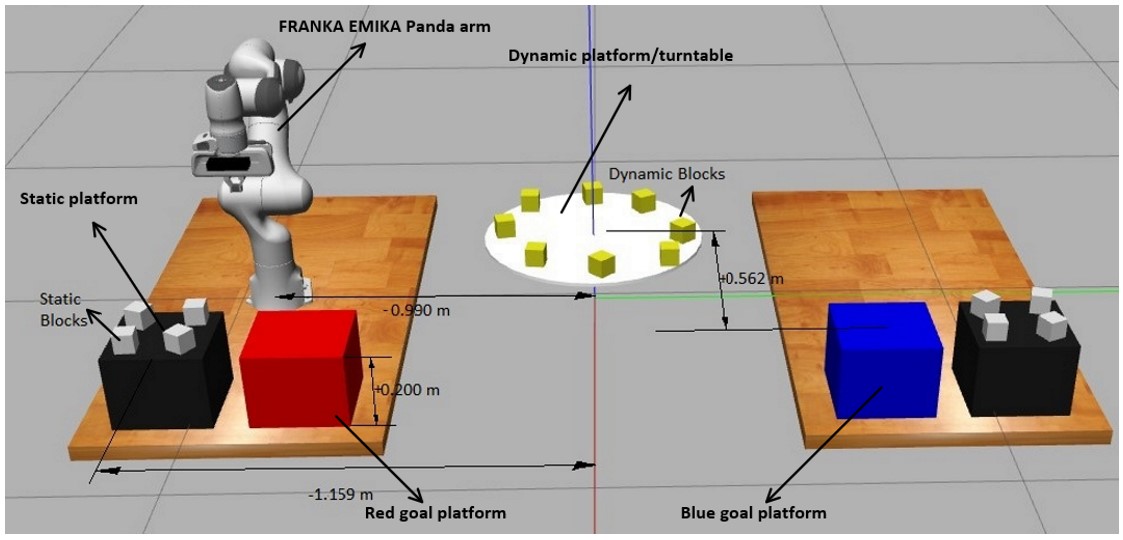 FRANKA EMIKA Panda arm
Dynamic platform/turntable
Dynamic Blocks
Static platform
+0.562 m
Static
Blocks
-0.990 m
+0.200 m
-1.159 m
Red goal platform
Blue goal platform